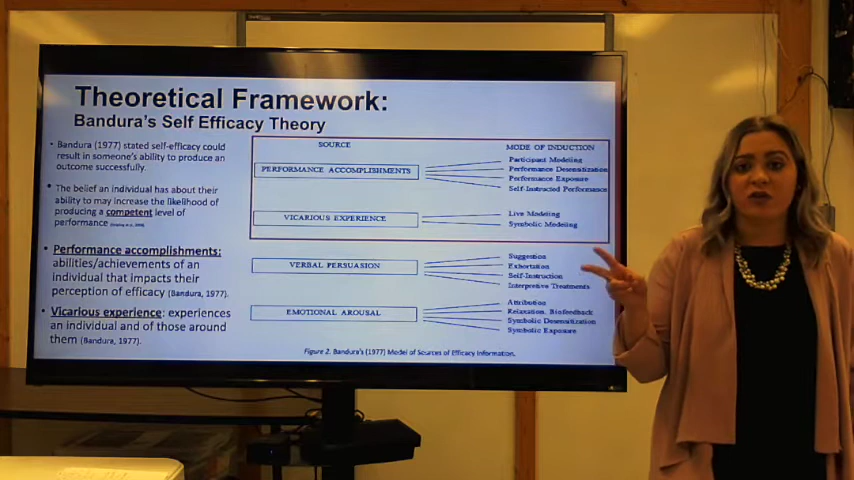 Theoretical Framework:
Bandura's Self Efficacy Theory
• Bandura (1977) stated self-efficacy could
result in someone's ability to produce an
outcome successfully.
• The belief an individual has about their
ability to may increase the likelihood of
producing a competent level of
performance
• Performance accomplishments:
abilities/achievements of an
individual that impacts their
perception of efficacy (Bandura, 1977).
• Vicarious experience: experiences
an individual and of those around
them (Bandura, 1977).
SOURCE
MODE OF INDUCTION
PERFORMANCE ACCOMPLISHMENTS
Participant Modeling
Performance Desensitization
Performance Exposure
Self-Instructed Performance
VICARIOUS EXPERIENCE
Live Modeling
Symbolic Modeling
VERBAL PERSUASION
Suggestion
Exhortation
Self-Instruction
Interpretive Treatments
EMOTIONAL AROUSAL
Attribution
Relaxation, Biofeedback
Symbolic Desensitization
Symbolic Exposure
Figure 2. Bandura's (1977) Model of Sources of Efficacy Information.